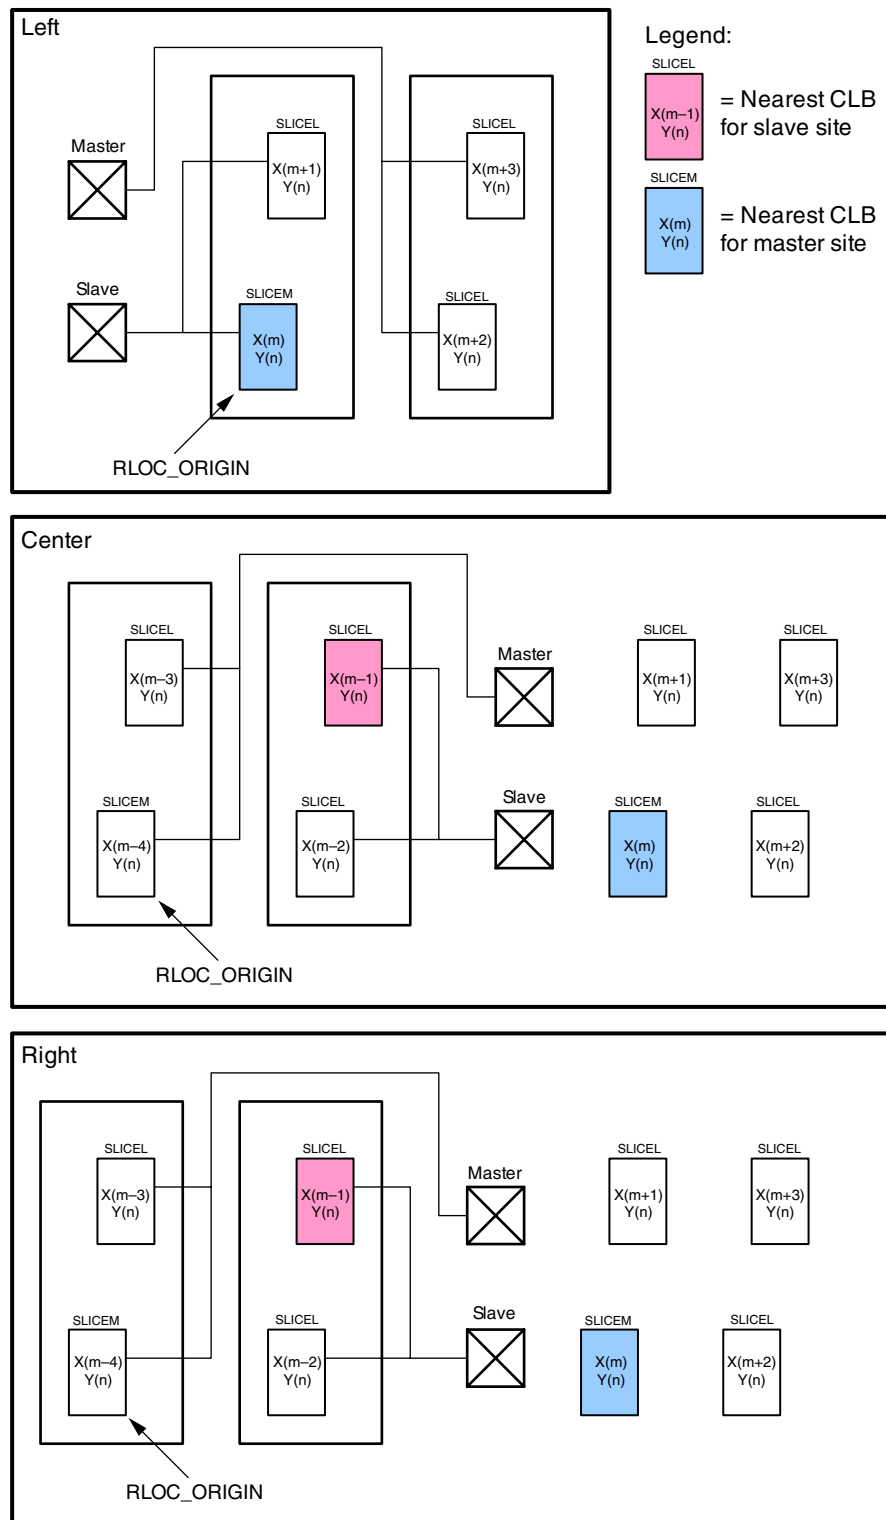 Left
Legend:
SLICEL
X(m–1)
Y(n)
= Nearest CLB
for slave site
SLICEM
X(m)
Y(n)
= Nearest CLB
for master site
Master
SLICEL
X(m+1)
Y(n)
SLICEL
X(m+3)
Y(n)
Slave
SLICEM
X(m)
Y(n)
SLICEL
X(m+2)
Y(n)
RLOC_ORIGIN
Center
SLICEL
X(m–3)
Y(n)
SLICEL
X(m–1)
Y(n)
Master
SLICEL
X(m+1)
Y(n)
SLICEL
X(m+3)
Y(n)
SLICEM
X(m–4)
Y(n)
SLICEL
X(m–2)
Y(n)
Slave
SLICEM
X(m)
Y(n)
SLICEL
X(m+2)
Y(n)
RLOC_ORIGIN
Right
SLICEL
X(m–3)
Y(n)
SLICEL
X(m–1)
Y(n)
Master
SLICEL
X(m+1)
Y(n)
SLICEL
X(m+3)
Y(n)
SLICEM
X(m–4)
Y(n)
SLICEL
X(m–2)
Y(n)
Slave
SLICEM
X(m)
Y(n)
SLICEL
X(m+2)
Y(n)
RLOC_ORIGIN